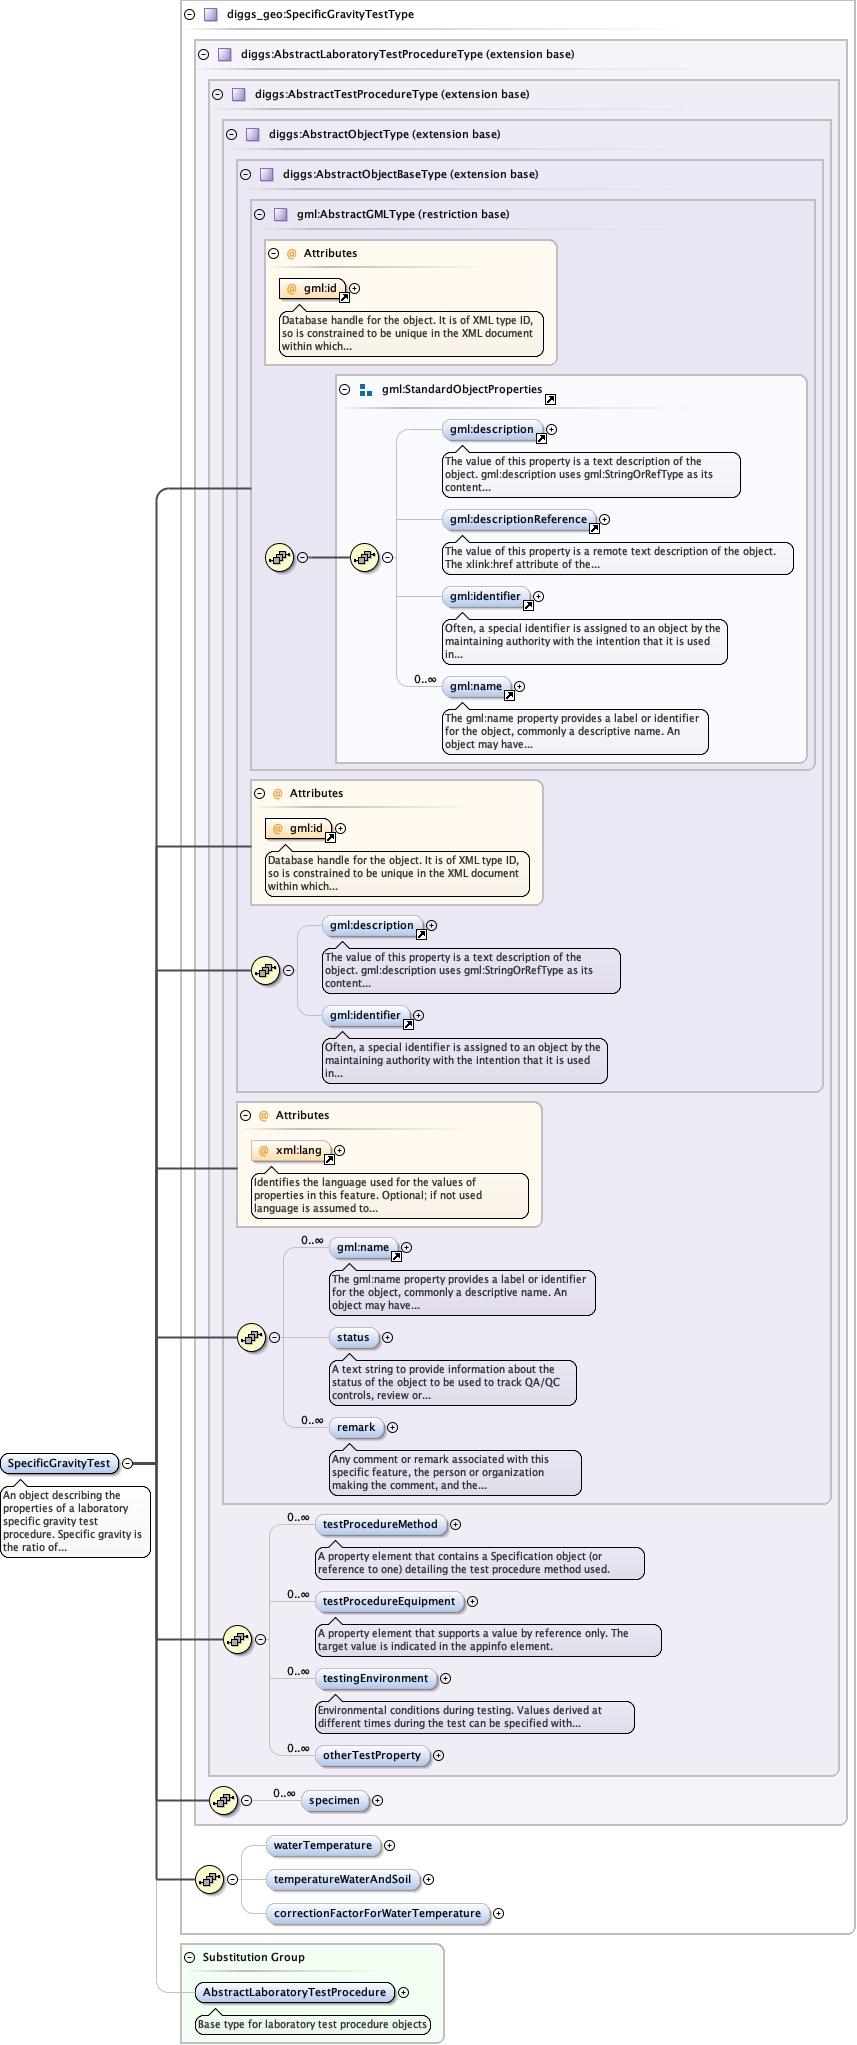 diggs_geo:SpecificGravityTestType
diggs:AbstractLaboratoryTestProcedureType (extension base)
diggs:AbstractTestProcedureType (extension base)
diggs:AbstractObjectType (extension base)
diggs:AbstractObjectBaseType (extension base)
gml:AbstractGMLType (restriction base)
@ Attributes
@ gml:id
Database handle for the object. It is of XML type ID,
so is constrained to be unique in the XML document
within which...
gml:StandardObjectProperties
gml:description
The value of this property is a text description of the
object. gml:description uses gml:StringOrRefType as its
content...
gml:descriptionReference
The value of this property is a remote text description of the object.
The xlink:href attribute of the...
gml:identifier
Often, a special identifier is assigned to an object by the
maintaining authority with the intention that it is used
in...
0..∞
gml:name
The gml:name property provides a label or identifier
for the object, commonly a descriptive name. An
object may have...
@ Attributes
@ gml:id
Database handle for the object. It is of XML type ID,
so is constrained to be unique in the XML document
within which...
gml:description
The value of this property is a text description of the
object. gml:description uses gml:StringOrRefType as its
content...
gml:identifier
Often, a special identifier is assigned to an object by the
maintaining authority with the intention that it is used
in...
@ Attributes
@ xml:lang
Identifies the language used for the values of
properties in this feature. Optional; if not used
language is assumed to...
0..∞
gml:name
The gml:name property provides a label or identifier
for the object, commonly a descriptive name. An
object may have...
status
A text string to provide information about the
status of the object to be used to track QA/QC
controls, review or...
0..∞
remark
Any comment or remark associated with this
specific feature, the person or organization
making the comment, and the...
SpecificGravityTest
An object describing the
properties of a laboratory
specific gravity test
procedure. Specific gravity is
the ratio of...
0..∞
testProcedureMethod
A property element that contains a Specification object (or
reference to one) detailing the test procedure method used.
0..∞
testProcedureEquipment
A property element that supports a value by reference only. The
target value is indicated in the appinfo element.
0..∞
testingEnvironment
Environmental conditions during testing. Values derived at
different times during the test can be specified with...
0..∞
otherTestProperty
0..∞
specimen
waterTemperature
temperatureWaterAndSoil
correctionFactorForWaterTemperature
Substitution Group
AbstractLaboratoryTestProcedure
Base type for laboratory test procedure objects